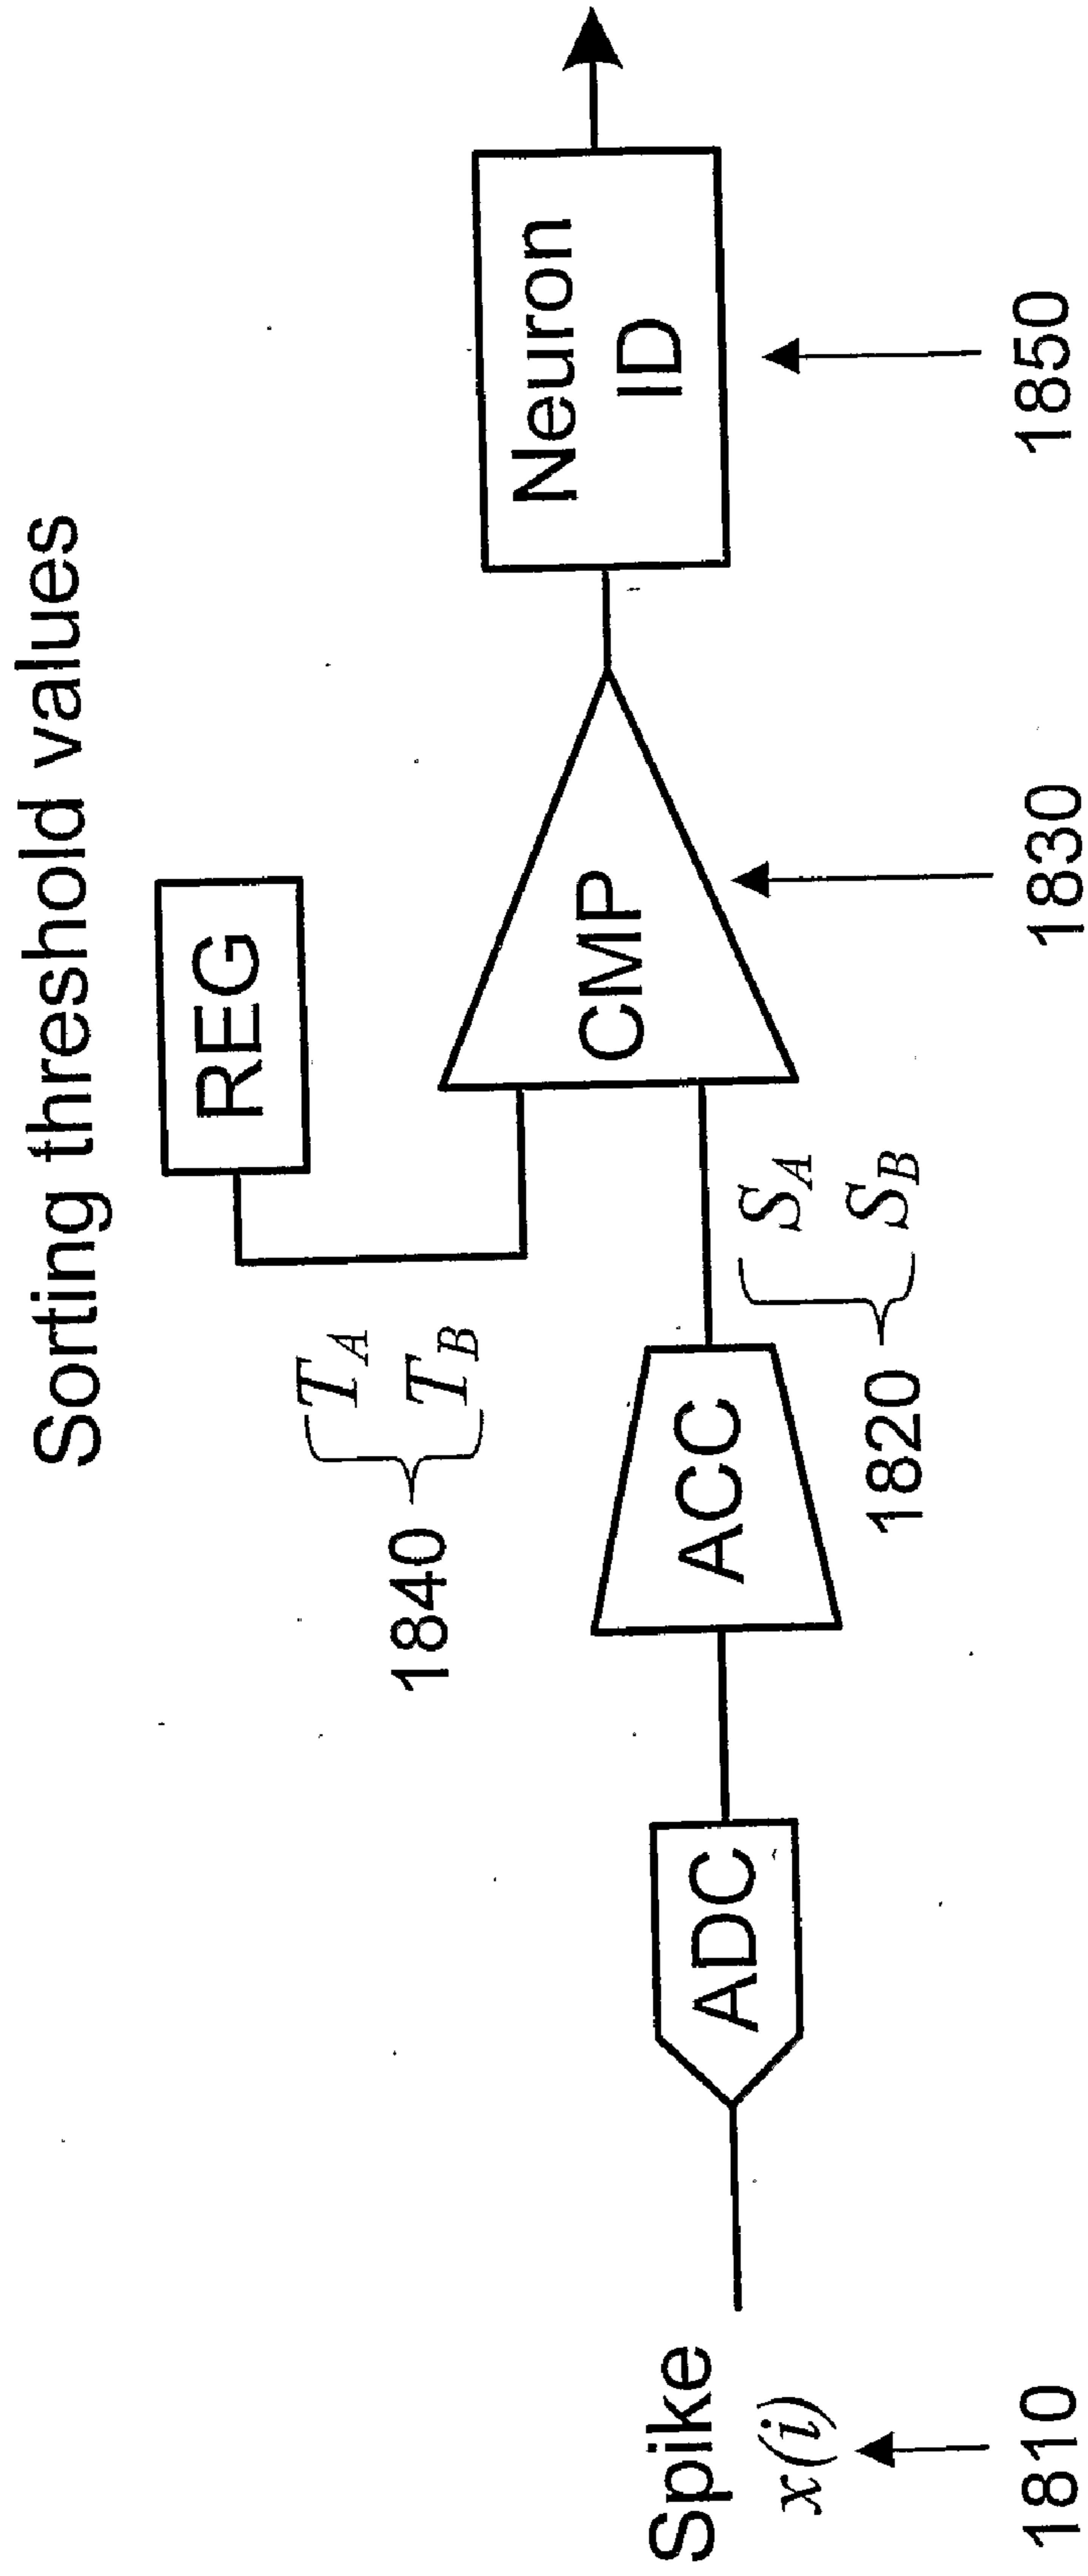 Sorting threshold values
REG
1840
T_A
T_B
Spike
x(i)
1810
ADC
ACC
1820
S_A
S_B
CMP
1830
Neuron
ID
1850